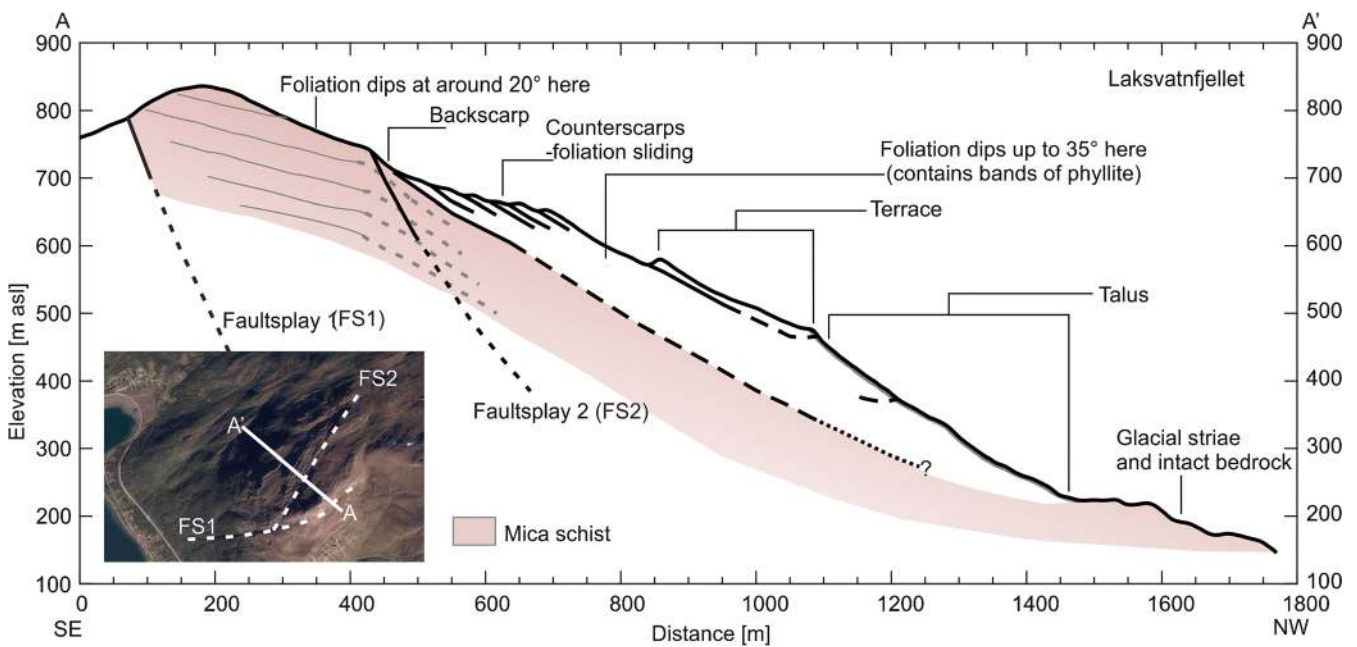 A
A'
900
900
Laksvatnfjellet
Foliation dips at around 20° here
800
800
Backscarp
Counterscarps
-foliation sliding
Foliation dips up to 35° here
(contains bands of phyllite)
700
700
Terrace
600
600
Talus
500
500
Faultsplay 1(FS1)
400
400
FS2
Faultsplay 2 (FS2)
A'
Elevation [m asl]
300
300
Glacial striae
and intact bedrock
?
A
FS1
200
200
Mica schist
100
100
0
200
400
600
800
1000
1200
1400
1600
1800
SE
Distance [m]
NW